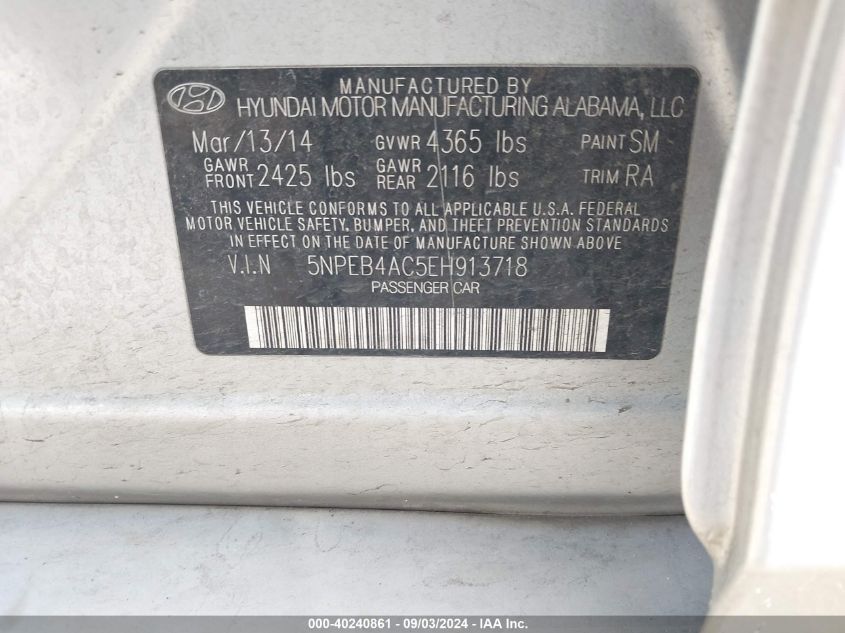 MANUFACTURED BY
HYUNDAI MOTOR MANUFACTURING ALABAMA, LLC
Mar/13/14 GVWR 4365 lbs PAINT SM
GAWR FRONT 2425 lbs GAWR REAR 2116 lbs TRIM RA
THIS VEHICLE CONFORMS TO ALL APPLICABLE U.S.A. FEDERAL
MOTOR VEHICLE SAFETY, BUMPER, AND THEFT PREVENTION STANDARDS
IN EFFECT ON THE DATE OF MANUFACTURE SHOWN ABOVE
V.I.N 5NPEB4AC5EH913718
PASSENGER CAR
000-40240861 - 09/03/2024 - IAA Inc.